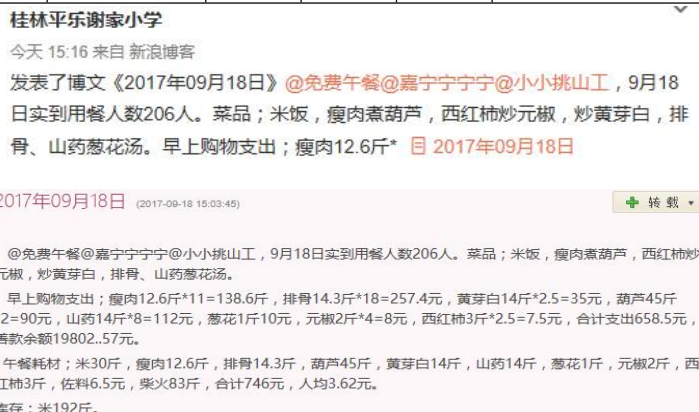 桂林平乐谢家小学
今天 15:16 来自 新浪博客
发表了博文《2017年09月18日》@免费午餐@嘉宁宁宁宁@小小挑山工，9月18
日实到用餐人数206人。菜品；米饭，瘦肉煮葫芦，西红柿炒元椒，炒黄芽白，排
骨、山药葱花汤。早上购物支出；瘦肉12.6斤* 2017年09月18日
2017年09月18日 (2017-09-18 15:03:45)
转载
@免费午餐@嘉宁宁宁宁@小小挑山工，9月18日实到用餐人数206人。菜品；米饭，瘦肉煮葫芦，西红柿炒
元椒，炒黄芽白，排骨、山药葱花汤。
早上购物支出；瘦肉12.6斤*11=138.6斤，排骨14.3斤*18=257.4元，黄芽白14斤*2.5=35元，葫芦45斤
*2=90元，山药14斤*8=112元，葱花1斤10元，元椒2斤*4=8元，西红柿3斤*2.5=7.5元，合计支出658.5元，
善款余额19802..57元。
午餐耗材；米30斤，瘦肉12.6斤，排骨14.3斤，葫芦45斤，黄芽白14斤，山药14斤，葱花1斤，元椒2斤，西
红柿3斤，佐料6.5元，柴火83斤，合计746元，人均3.62元。
库存：米192斤。